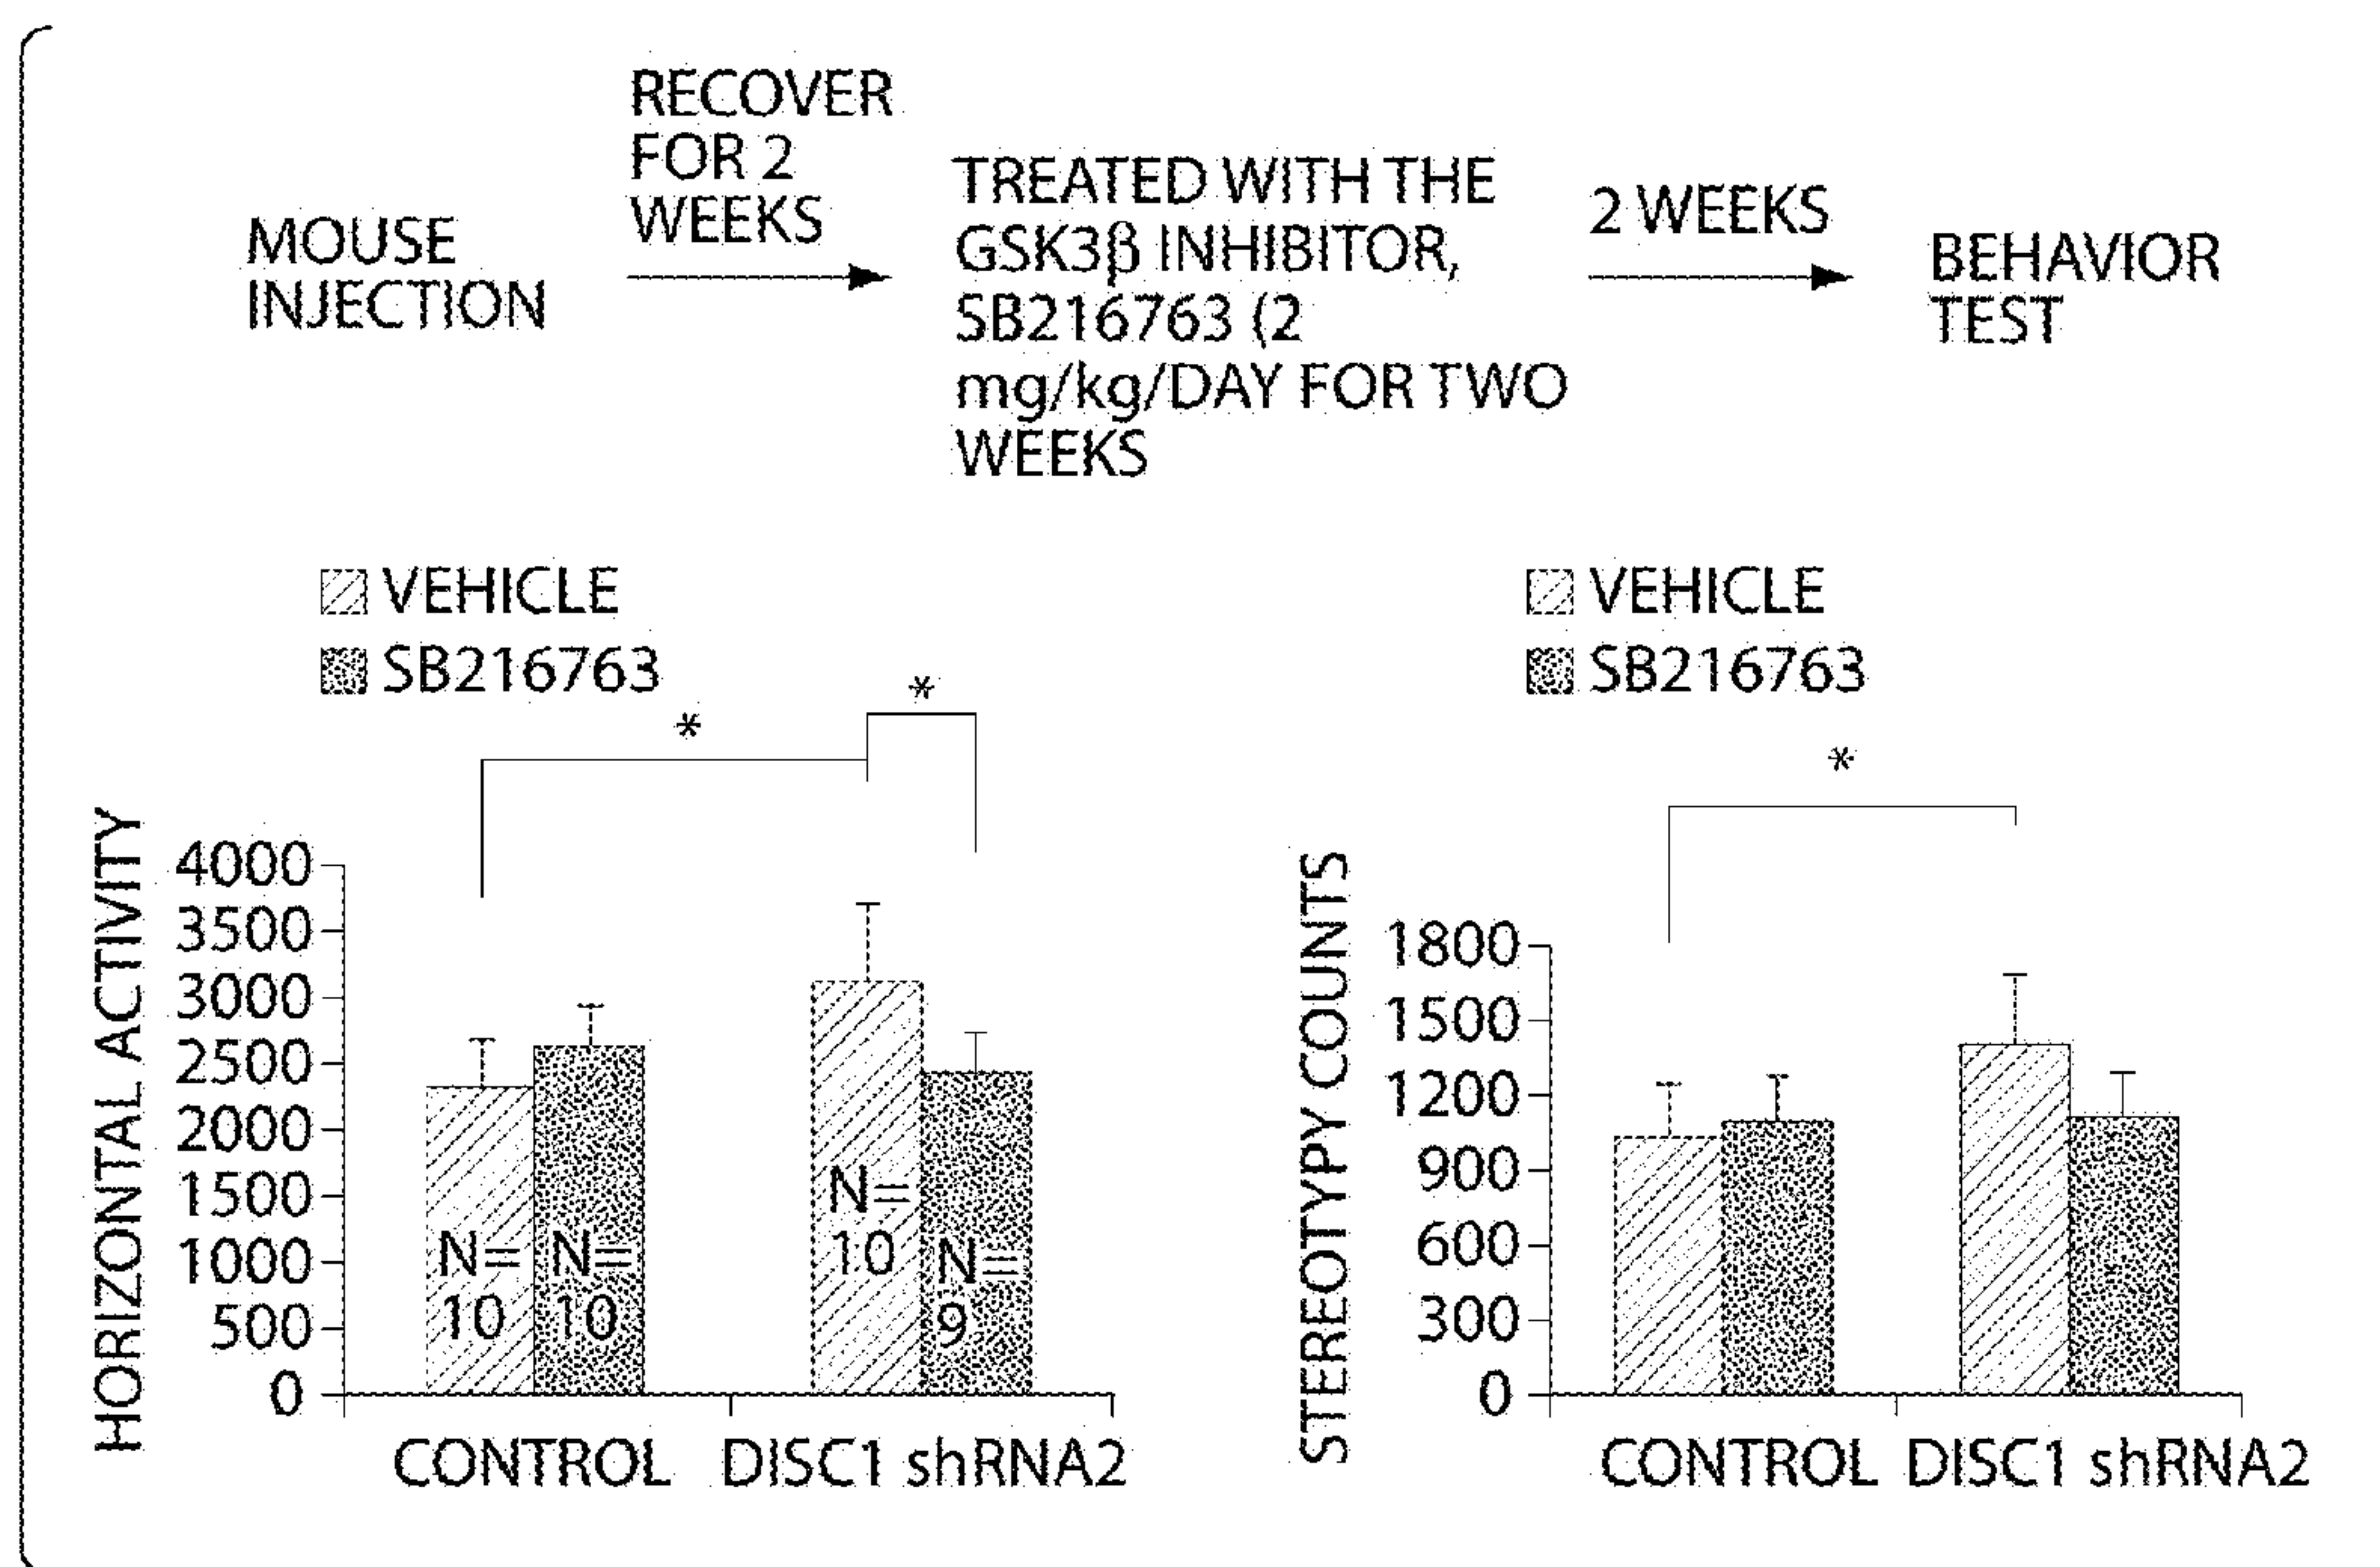 MOUSE
INJECTION
RECOVER
FOR 2
WEEKS
TREATED WITH THE
GSK3β INHIBITOR,
SB216763 (2
mg/kg/DAY FOR TWO
WEEKS
2 WEEKS
BEHAVIOR
TEST
VEHICLE
SB216763
*
*
HORIZONTAL ACTIVITY
4000
3500
3000
2500
2000
1500
1000
500
0
N=
10
N=
10
N=
10
N=
9
CONTROL
DISC1 shRNA2
VEHICLE
SB216763
*
STEREOTYPY COUNTS
1800
1500
1200
900
600
300
0
CONTROL
DISC1 shRNA2